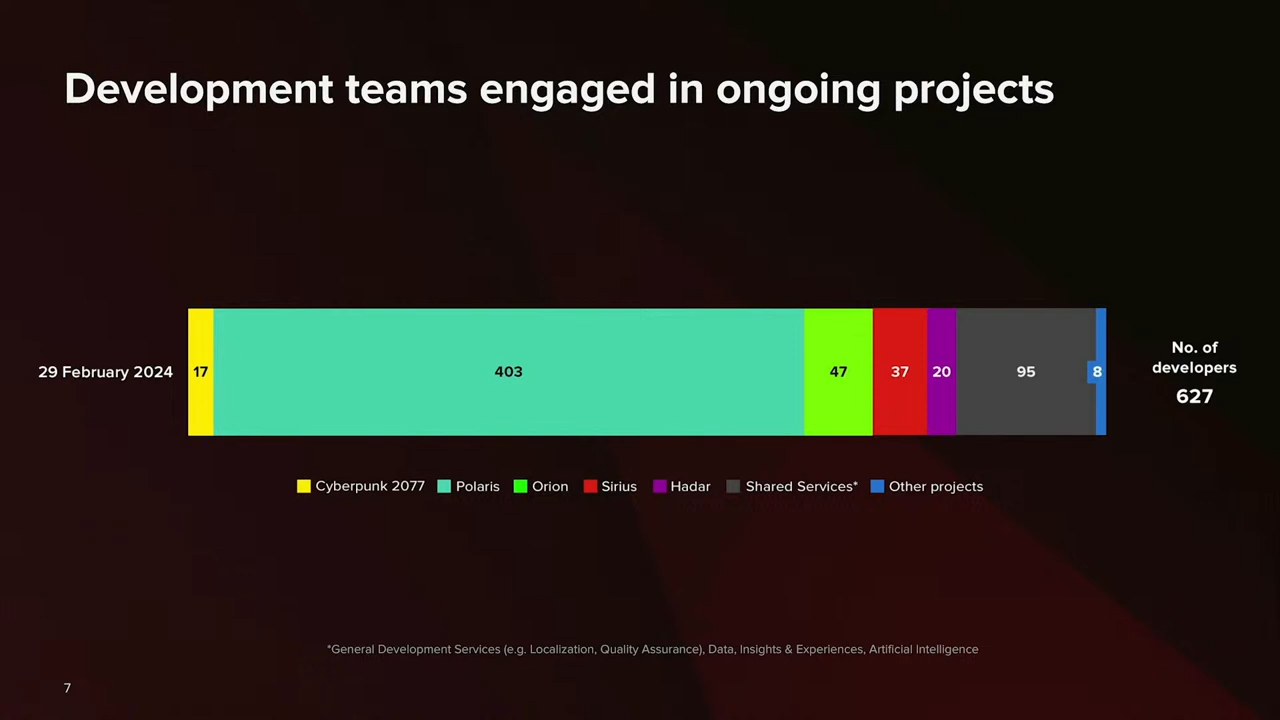 Development teams engaged in ongoing projects
29 February 2024
17
403
47
37
20
95
8
No. of
developers
627
Cyberpunk 2077 Polaris Orion Sirius Hadar Shared Services* Other projects
*General Development Services (e.g. Localization, Quality Assurance), Data, Insights & Experiences, Artificial Intelligence
7